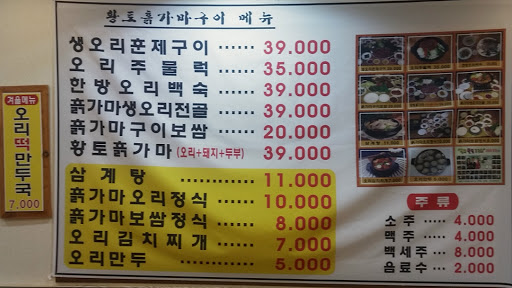 황토흙가마구이 메뉴
생오리훈제구이 ...... 39.000
오리주물럭 ...... 35.000
한방오리백숙 ...... 39.000
흙가마생오리전골 ...... 39.000
흙가마구이보쌈 ...... 20.000
황토흙가마 (오리+돼지+두부) 39.000
삼계탕 ............ 11.000
흙가마오리정식 ...... 10.000
흙가마보쌈정식 ...... 8.000
오리김치찌개 ...... 7.000
오리만두 ............ 5.000
주류
소주 ..... 4.000
맥주 ..... 4.000
백세주 ..... 8.000
음료수 ..... 2.000
겨울메뉴
오리떡만두국
7.000